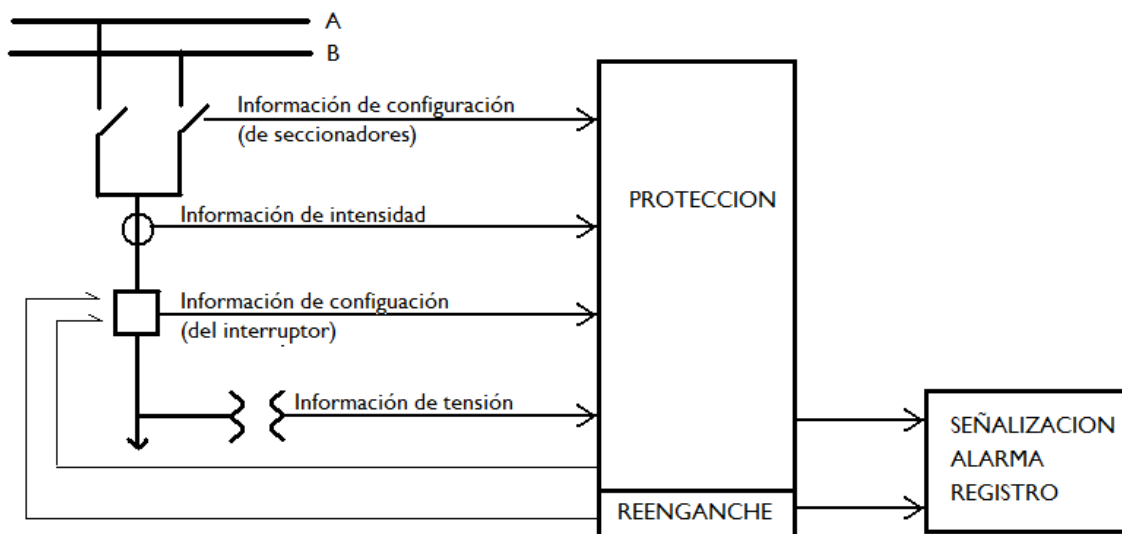 A
B
Información de configuración
(de seccionadores)
PROTECCION
Información de intensidad
Información de configuación
(del interruptor)
Información de tensión
SEÑALIZACION
ALARMA
REGISTRO
REENGANCHE